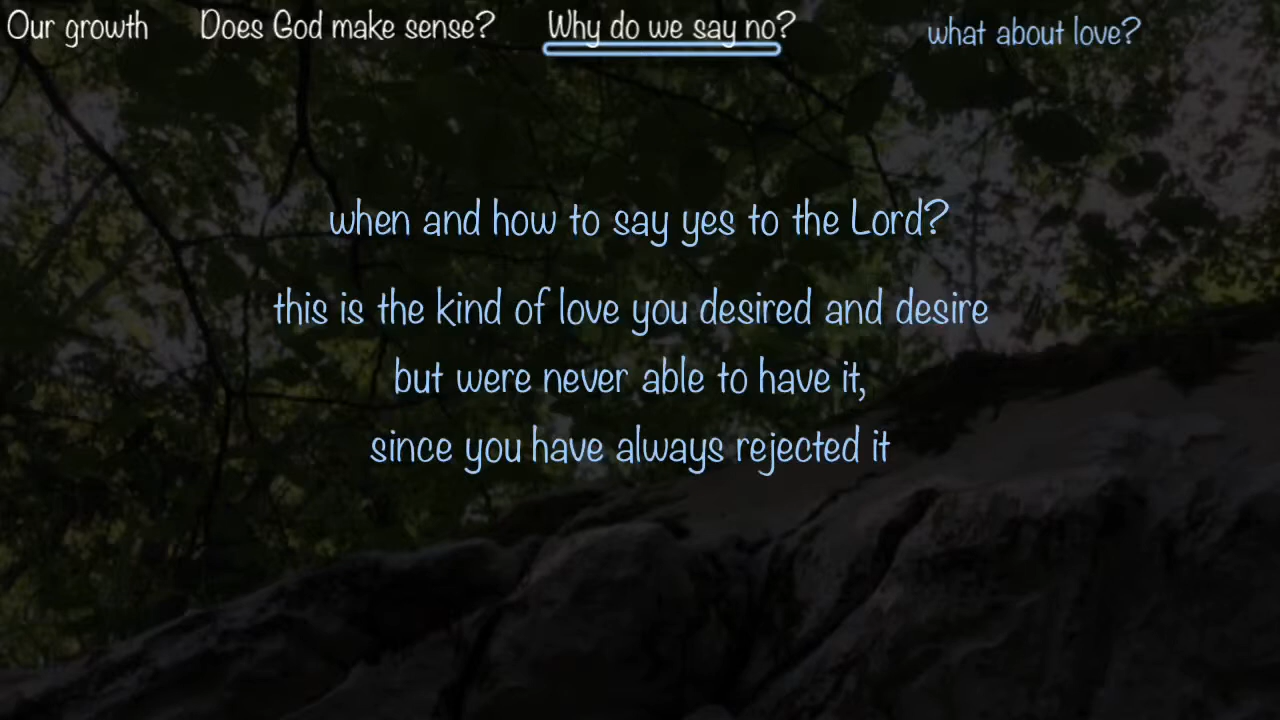 Our growth Does God make sense? Why do we say no? what about love?
when and how to say yes to the Lord?
this is the kind of love you desired and desire
but were never able to have it,
since you have always rejected it